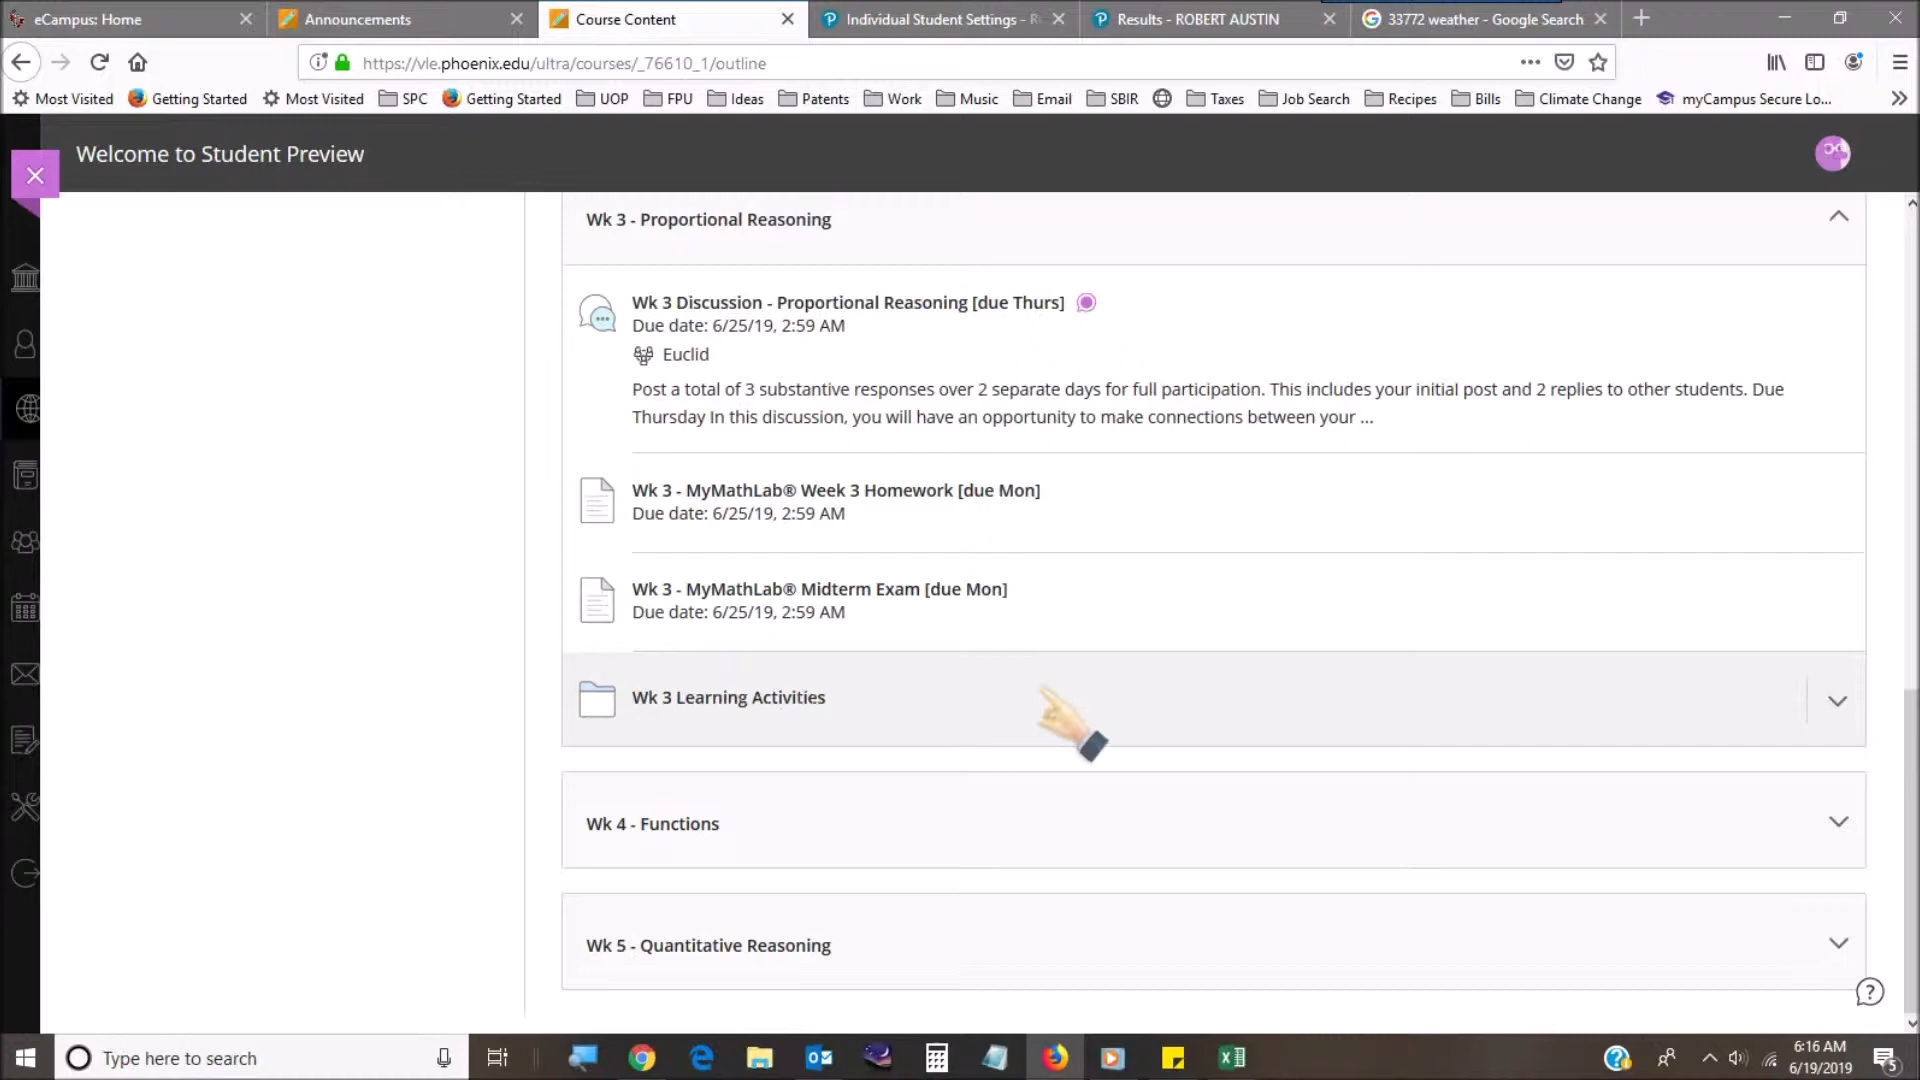 eCampus: Home
Announcements
Course Content
Individual Student Settings -
Results - ROBERT AUSTIN
33772 weather - Google Search
https://vle.phoenix.edu/ultra/courses/_76610_1/outline
Most Visited
Getting Started
Most Visited
SPC
Getting Started
UOP
FPU
Ideas
Patents
Work
Music
Email
SBIR
Taxes
Job Search
Recipes
Bills
Climate Change
myCampus Secure Lo...
Welcome to Student Preview
Wk 3 - Proportional Reasoning
Wk 3 Discussion - Proportional Reasoning [due Thurs]
Due date: 6/25/19, 2:59 AM
Euclid
Post a total of 3 substantive responses over 2 separate days for full participation. This includes your initial post and 2 replies to other students. Due
Thursday In this discussion, you will have an opportunity to make connections between your ...
Wk 3 - MyMathLab® Week 3 Homework [due Mon]
Due date: 6/25/19, 2:59 AM
Wk 3 - MyMathLab® Midterm Exam [due Mon]
Due date: 6/25/19, 2:59 AM
Wk 3 Learning Activities
Wk 4 - Functions
Wk 5 - Quantitative Reasoning
Type here to search
6:16 AM
6/19/2019
5